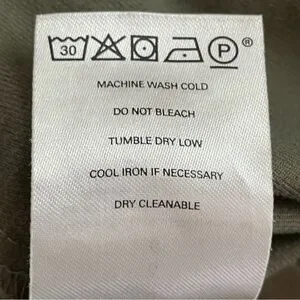 30 P ®
MACHINE WASH COLD
DO NOT BLEACH
TUMBLE DRY LOW
COOL IRON IF NECESSARY
DRY CLEANABLE